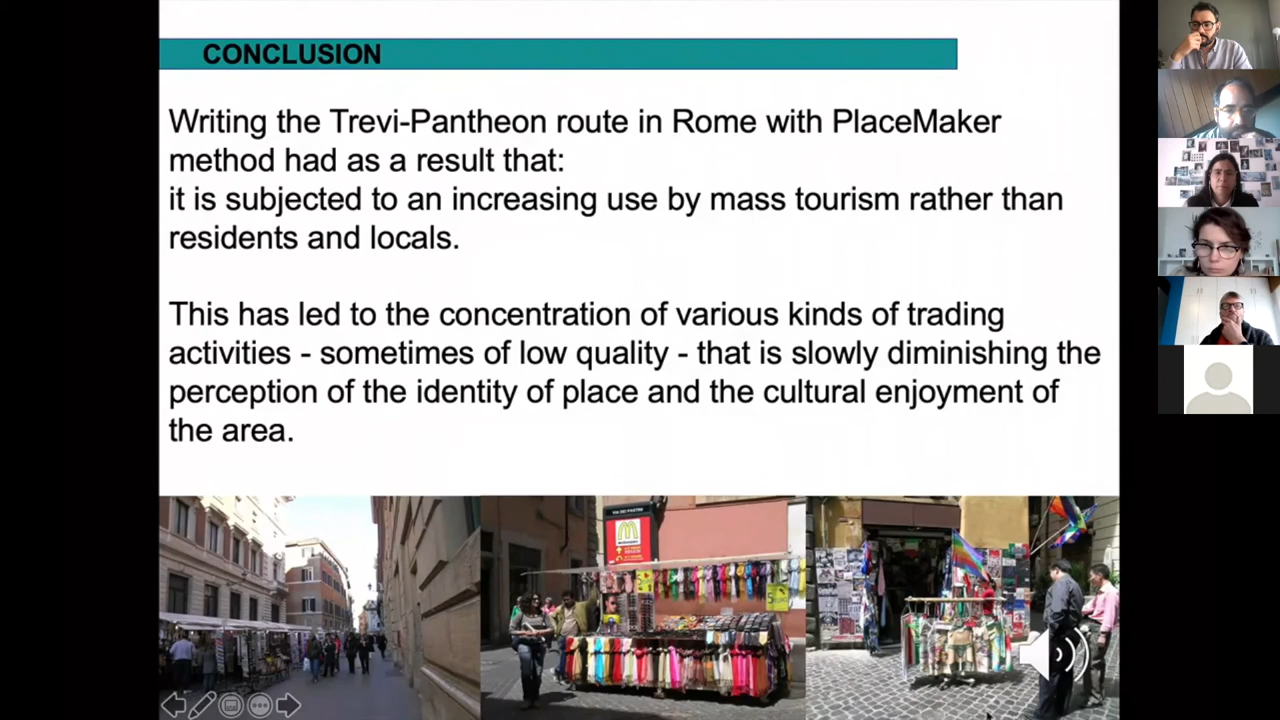 CONCLUSION
Writing the Trevi-Pantheon route in Rome with PlaceMaker
method had as a result that:
it is subjected to an increasing use by mass tourism rather than
residents and locals.
This has led to the concentration of various kinds of trading
activities - sometimes of low quality - that is slowly diminishing the
perception of the identity of place and the cultural enjoyment of
the area.